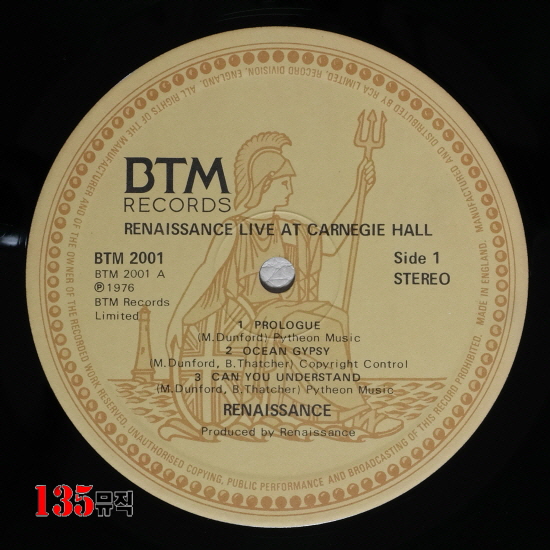 BTM
RECORDS
RENAISSANCE LIVE AT CARNEGIE HALL
BTM 2001
BTM 2001 A
Ⓟ1976
BTM Records
Limited
Side 1
STEREO
1 PROLOGUE
(M.Dunford) Pytheon Music
2 OCEAN GYPSY
(M.Dunford, B.Thatcher, Copyright Control
3 CAN YOU UNDERSTAND
(M.Dunford, B.Thatcher) Pytheon Music
RENAISSANCE
Produced by Renaissance
MANUFACTURED AND DISTRIBUTED BY RCA LIMITED, RECORD DIVISION, ENGLAND. ALL RIGHTS OF THE MANUFACTURER AND OF THE OWNER OF THE RECORDED WORK RESERVED. UNAUTHORISED COPYING, PUBLIC PERFORMANCE AND BROADCASTING OF THIS RECORD PROHIBITED. MADE IN ENGLAND.
135뮤직